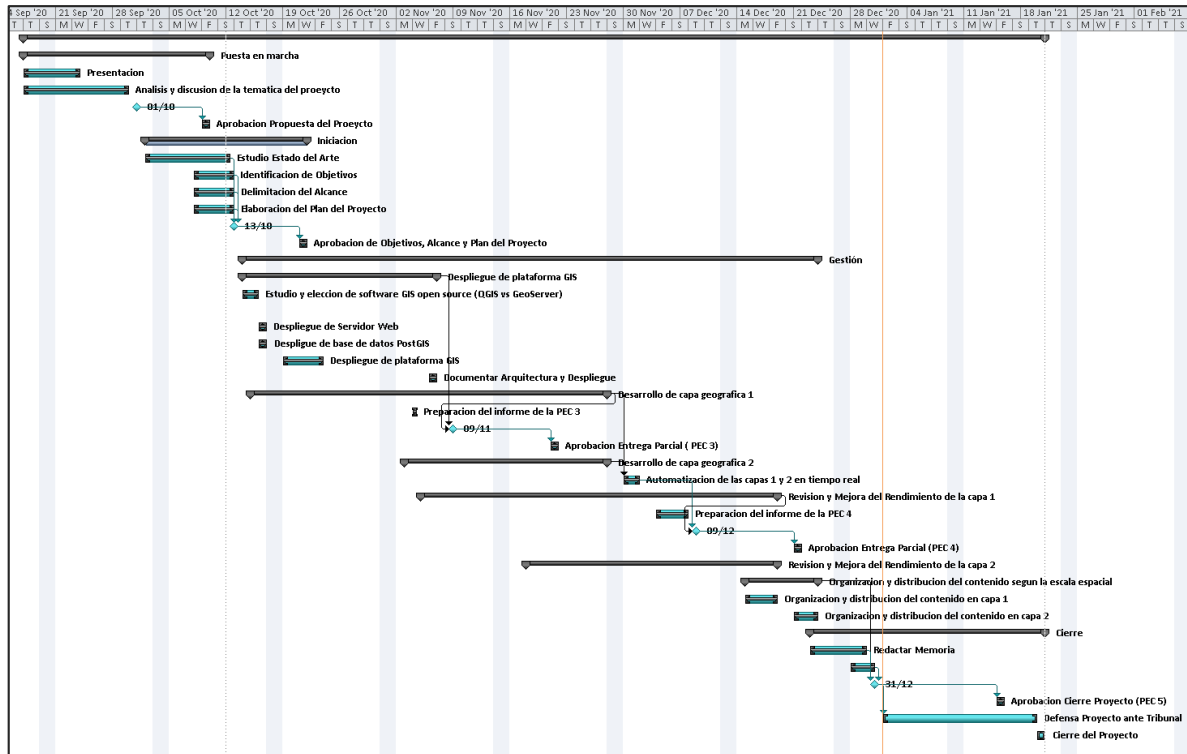 4 Sep '20 21 Sep '20 28 Sep '20 05 Oct '20 12 Oct '20 19 Oct '20 26 Oct '20 02 Nov '20 09 Nov '20 16 Nov '20 23 Nov '20 30 Nov '20 07 Dec '20 14 Dec '20 21 Dec '20 28 Dec '20 04 Jan '21 11 Jan '21 18 Jan '21 25 Jan '21 01 Feb '21
T T S M W F S T T S M W F S T T S M W F S T T S M W F S T T S M W F S T T S M W F S T T S M W F S T T S M W F S T T S M W F S T T S M W F S T T S
Puesta en marcha
Presentacion
Analisis y discusion de la tematica del proeycto
01/10
Aprobacion Propuesta del Proeycto
Iniciacion
Estudio Estado del Arte
Identificacion de Objetivos
Delimitacion del Alcance
Elaboracion del Plan del Proyecto
13/10
Aprobacion de Objetivos, Alcance y Plan del Proyecto
Gestión
Despliegue de plataforma GIS
Estudio y eleccion de software GIS open source (QGIS vs GeoServer)
Despliegue de Servidor Web
Despligue de base de datos PostGIS
Despliegue de plataforma GIS
Documentar Arquitectura y Despliegue
Desarrollo de capa geografica 1
Preparacion del informe de la PEC 3
09/11
Aprobacion Entrega Parcial ( PEC 3)
Desarrollo de capa geografica 2
Automatizacion de las capas 1 y 2 en tiempo real
Revision y Mejora del Rendimiento de la capa 1
Preparacion del informe de la PEC 4
09/12
Aprobacion Entrega Parcial (PEC 4)
Revision y Mejora del Rendimiento de la capa 2
Organizacion y distribucion del contenido segun la escala espacial
Organizacion y distribucion del contenido en capa 1
Organizacion y distribucion del contenido en capa 2
Cierre
Redactar Memoria
31/12
Aprobacion Cierre Proyecto (PEC 5)
Defensa Proyecto ante Tribunal
Cierre del Proyecto